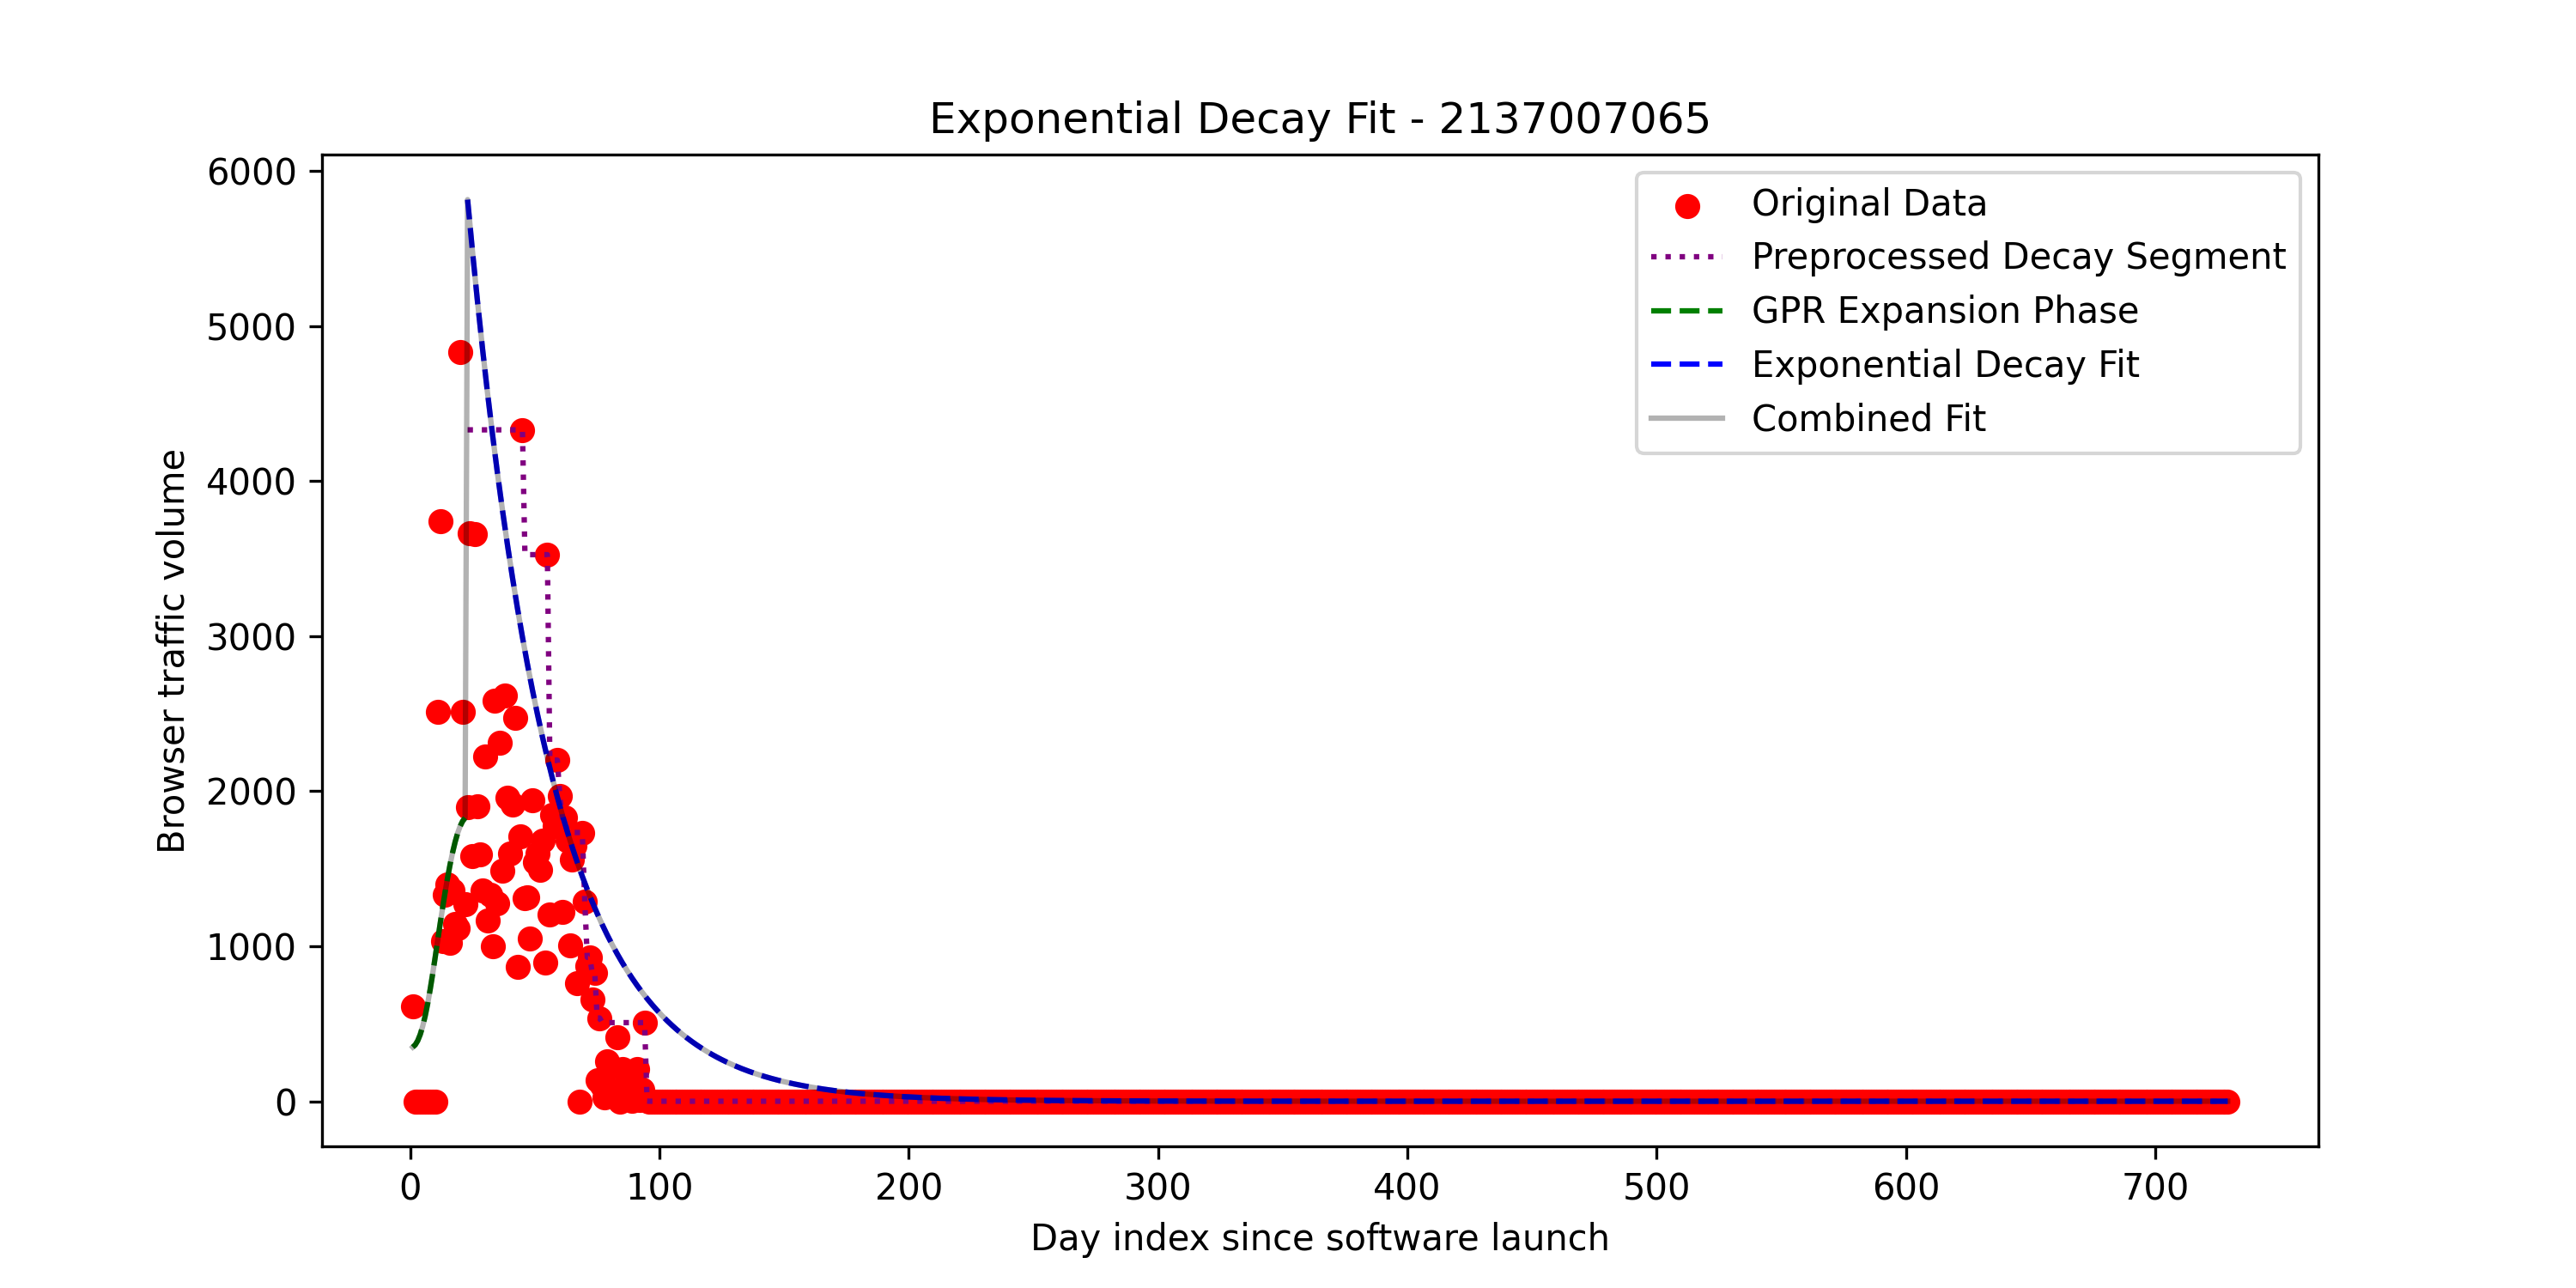 Exponential Decay Fit - 2137007065
6000
5000
4000
3000
2000
1000
0
Browser traffic volume
Original Data
Preprocessed Decay Segment
GPR Expansion Phase
Exponential Decay Fit
Combined Fit
0 100 200 300 400 500 600 700
Day index since software launch